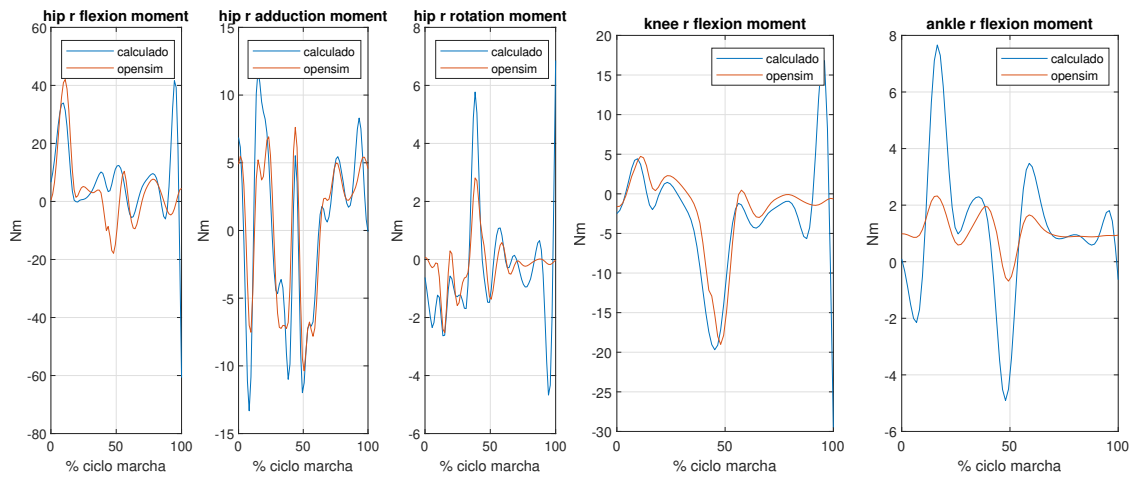 hip r flexion moment
calculado
opensim
60
40
20
0
-20
-40
-60
-80
Nm
0
50
100
% ciclo marcha
hip r adduction moment
calculado
opensim
15
10
5
0
-5
-10
-15
Nm
0
50
100
% ciclo marcha
hip r rotation moment
calculado
opensim
8
6
4
2
0
-2
-4
-6
Nm
0
50
100
% ciclo marcha
knee r flexion moment
calculado
opensim
20
15
10
5
0
-5
-10
-15
-20
-25
-30
Nm
0
50
100
% ciclo marcha
ankle r flexion moment
calculado
opensim
8
6
4
2
0
-2
-4
-6
Nm
0
50
100
% ciclo marcha